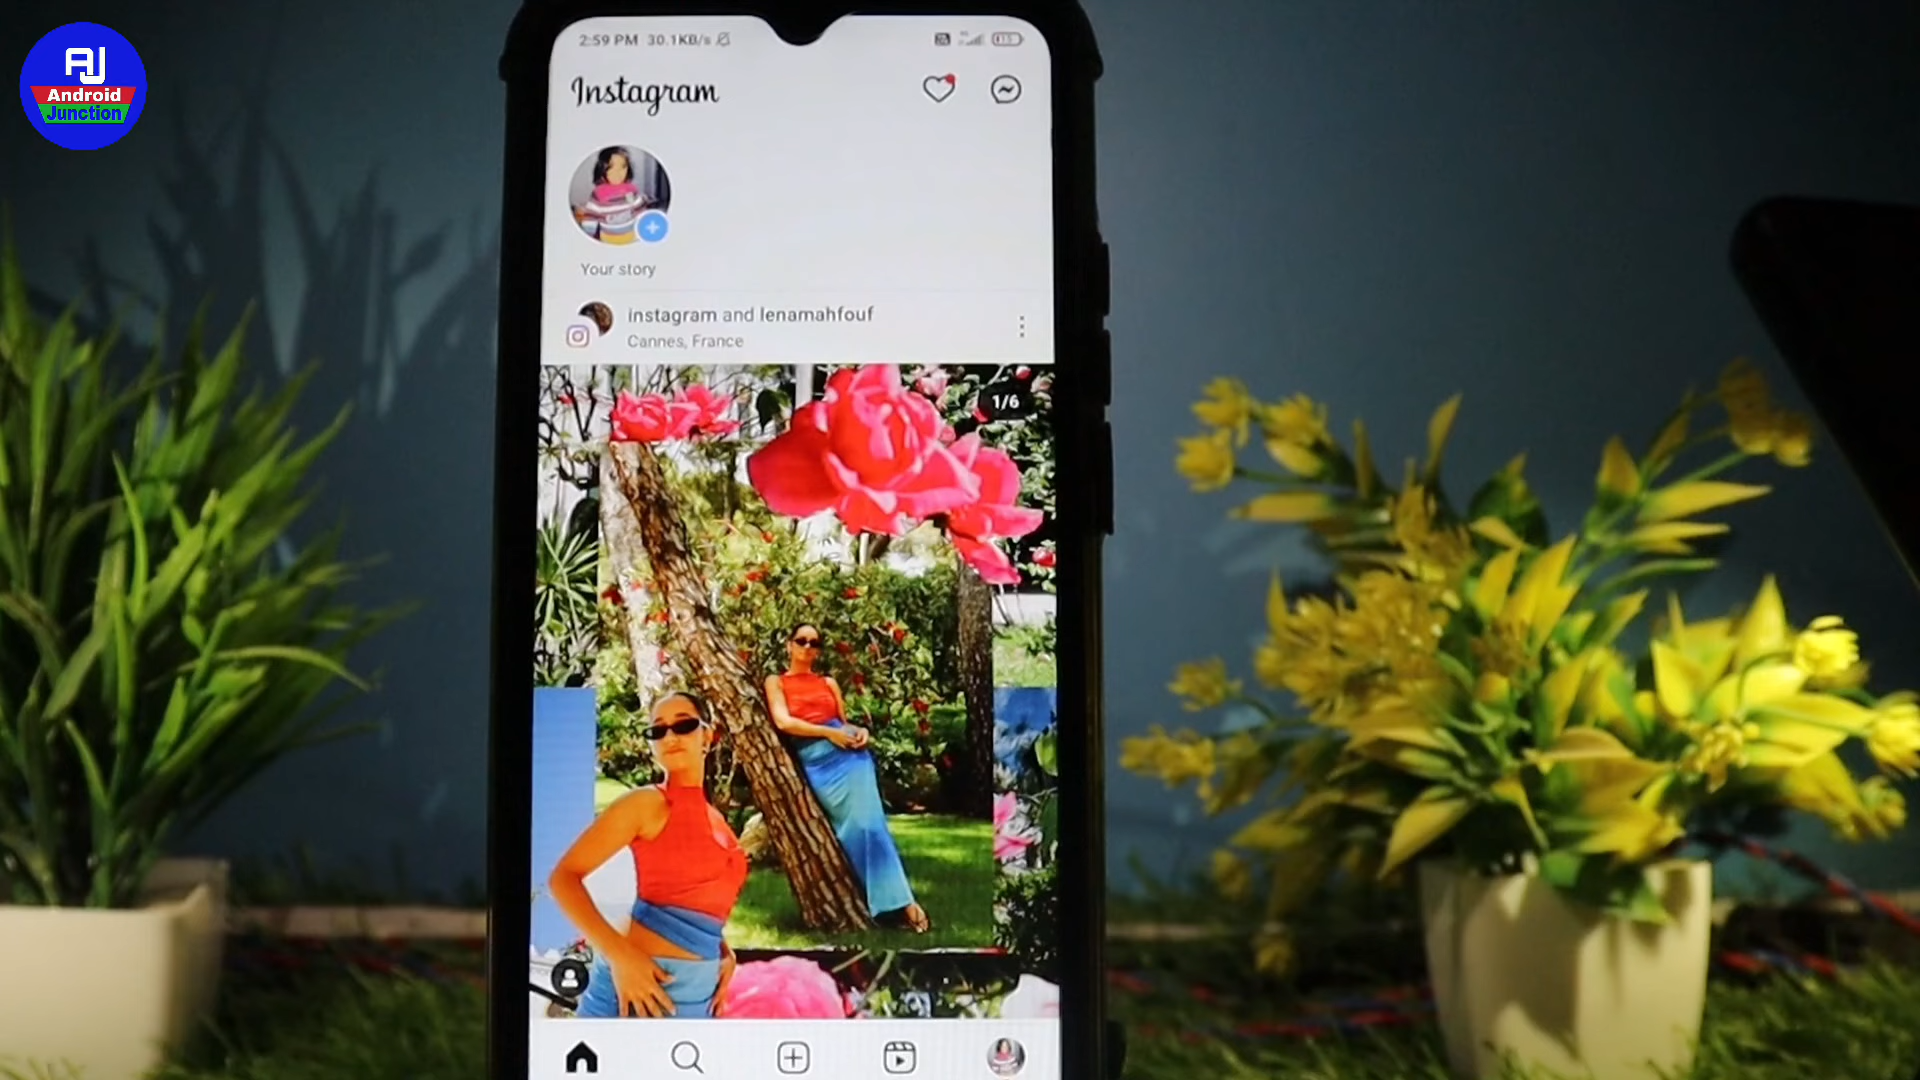 AJ
Android
Junction
2:59 PM 30.1KB/s
Instagram
Your story
instagram and lenamahfouf
Cannes, France
1/6